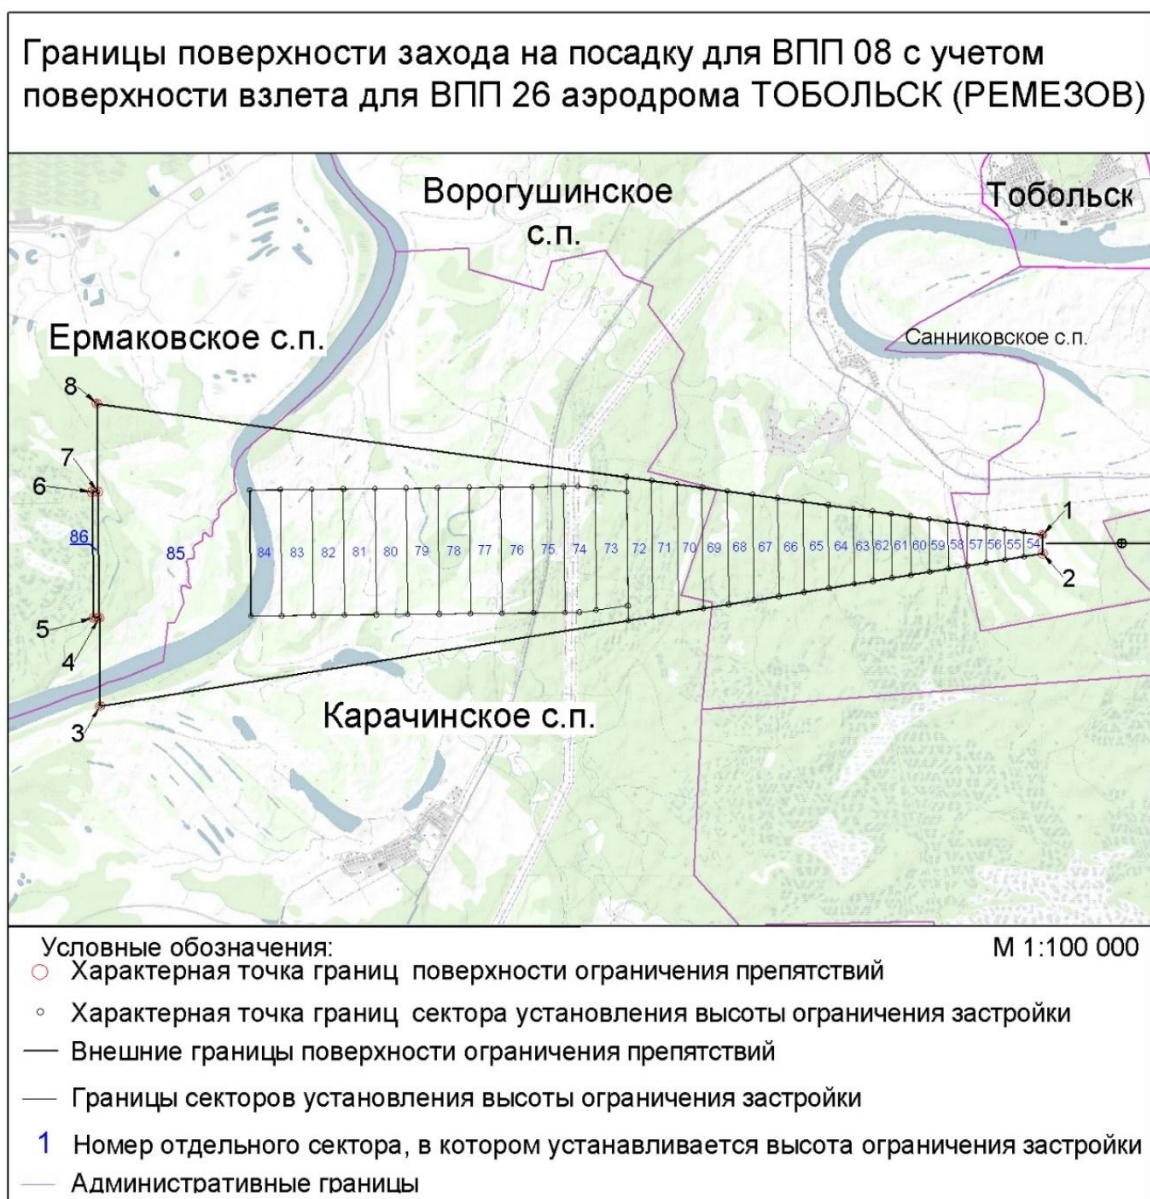 Границы поверхности захода на посадку для ВПП 08 с учетом
поверхности взлета для ВПП 26 аэродрома ТОБОЛЬСК (РЕМЕЗОВ)
Ворогушинское
с.п.
Тобольск
Ермаковское с.п.
Санниковское с.п.
8
7
6
86
85
5
4
3
84 83 82 81 80 79 78 77 76 75 74 73 72 71 70 69 68 67 66 65 64 63 62 61 60 59 58 57 56 55 54
1
2
Карачинское с.п.
Условные обозначения:
М 1:100 000
Характерная точка границ поверхности ограничения препятствий
Характерная точка границ сектора установления высоты ограничения застройки
Внешние границы поверхности ограничения препятствий
Границы секторов установления высоты ограничения застройки
1 Номер отдельного сектора, в котором устанавливается высота ограничения застройки
Административные границы